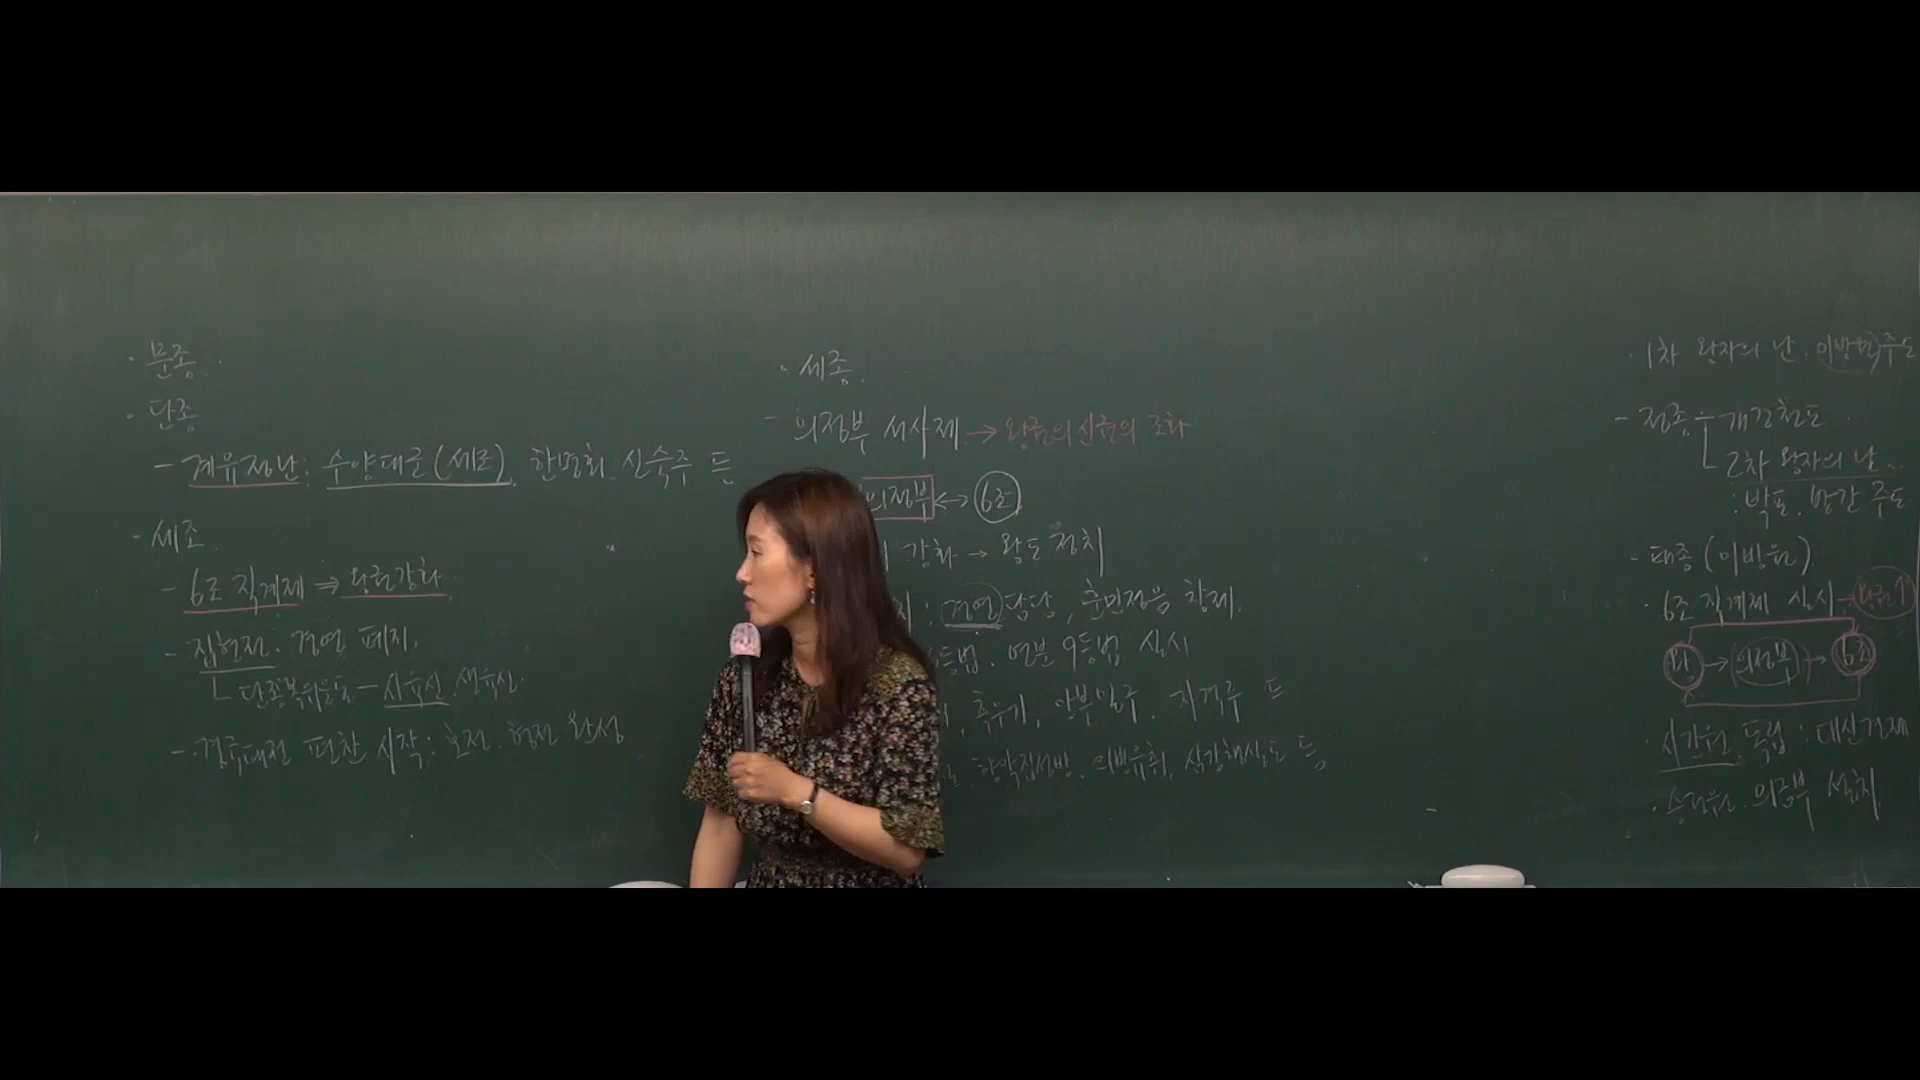 · 문종.
· 단종
- 계유정난: 수양대군(세조), 한명회. 신숙주 등
· 세조.
- 6조 직계제 ⇒ 왕권강화
- 집현전. 경연 폐지.
└ 단종복위운동 - 사육신. 생육신.
- 경국대전 편찬 시작: 호전. 형전 완성
· 세종.
- 의정부 서사제 → 왕권의 신권의 조화
의정부 ↔ 6조
강화 → 왕도정치
: 경연 담당, 훈민정음 창제.
등법. 연분 9등법 실시
, 측우기, 앙부일구. 자격루 등
, 향약집성방. 의방유취, 삼강행실도 등
· 1차 왕자의 난. 이방원 주도
- 정종 - 개경천도.
└ 2차 왕자의 난..
: 박포. 방간 주도
- 태종 (이방원)
· 6조 직계제 실시 → 왕권↑
왕 → (의정부) → 6조
· 사간원 독립: 대신견제
· 승정원. 의금부 설치.